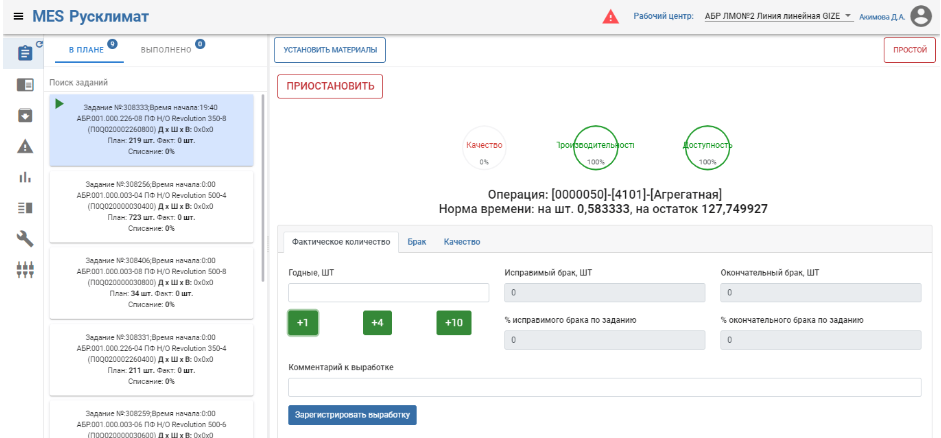 MES Русклимат
Рабочий центр:
АБР ЛМО№2 Линия линейная GIZE
Акимова Д.А.
В ПЛАНЕ 9
ВЫПОЛНЕНО 0
УСТАНОВИТЬ МАТЕРИАЛЫ
ПРОСТОЙ
Поиск заданий
Задание №:308333;Время начала:19:40
АБР.001.000.226-08 ПФ Н/О Revolution 350-8
(П0Q020002260800) Д х Ш х В: 0x0x0
План: 219 шт. Факт: 0 шт.
Списание: 0%
Задание №:308256;Время начала:0:00
АБР.001.000.003-04 ПФ Н/О Revolution 500-4
(П0Q020000030400) Д х Ш х В: 0x0x0
План: 723 шт. Факт: 0 шт.
Списание: 0%
Задание №:308406;Время начала:0:00
АБР.001.000.003-08 ПФ Н/О Revolution 500-8
(П0Q020000030800) Д х Ш х В: 0x0x0
План: 34 шт. Факт: 0 шт.
Списание: 0%
Задание №:308331;Время начала:0:00
АБР.001.000.226-04 ПФ Н/О Revolution 350-4
(П0Q020002260400) Д х Ш х В: 0x0x0
План: 211 шт. Факт: 0 шт.
Списание: 0%
Задание №:308259;Время начала:0:00
АБР.001.000.003-06 ПФ Н/О Revolution 500-6
(П0Q020000030600) Д х Ш х В: 0x0x0
ПРИОСТАНОВИТЬ
Качество
0%
Производительность
100%
Доступность
100%
Операция: [0000050]-[4101]-[Агрегатная]
Норма времени: на шт. 0,583333, на остаток 127,749927
Фактическое количество
Брак
Качество
Годные, ШТ
Исправимый брак, ШТ
Окончательный брак, ШТ
0
0
+1
+4
+10
% исправимого брака по заданию
% окончательного брака по заданию
0
0
Комментарий к выработке
Зарегистрировать выработку